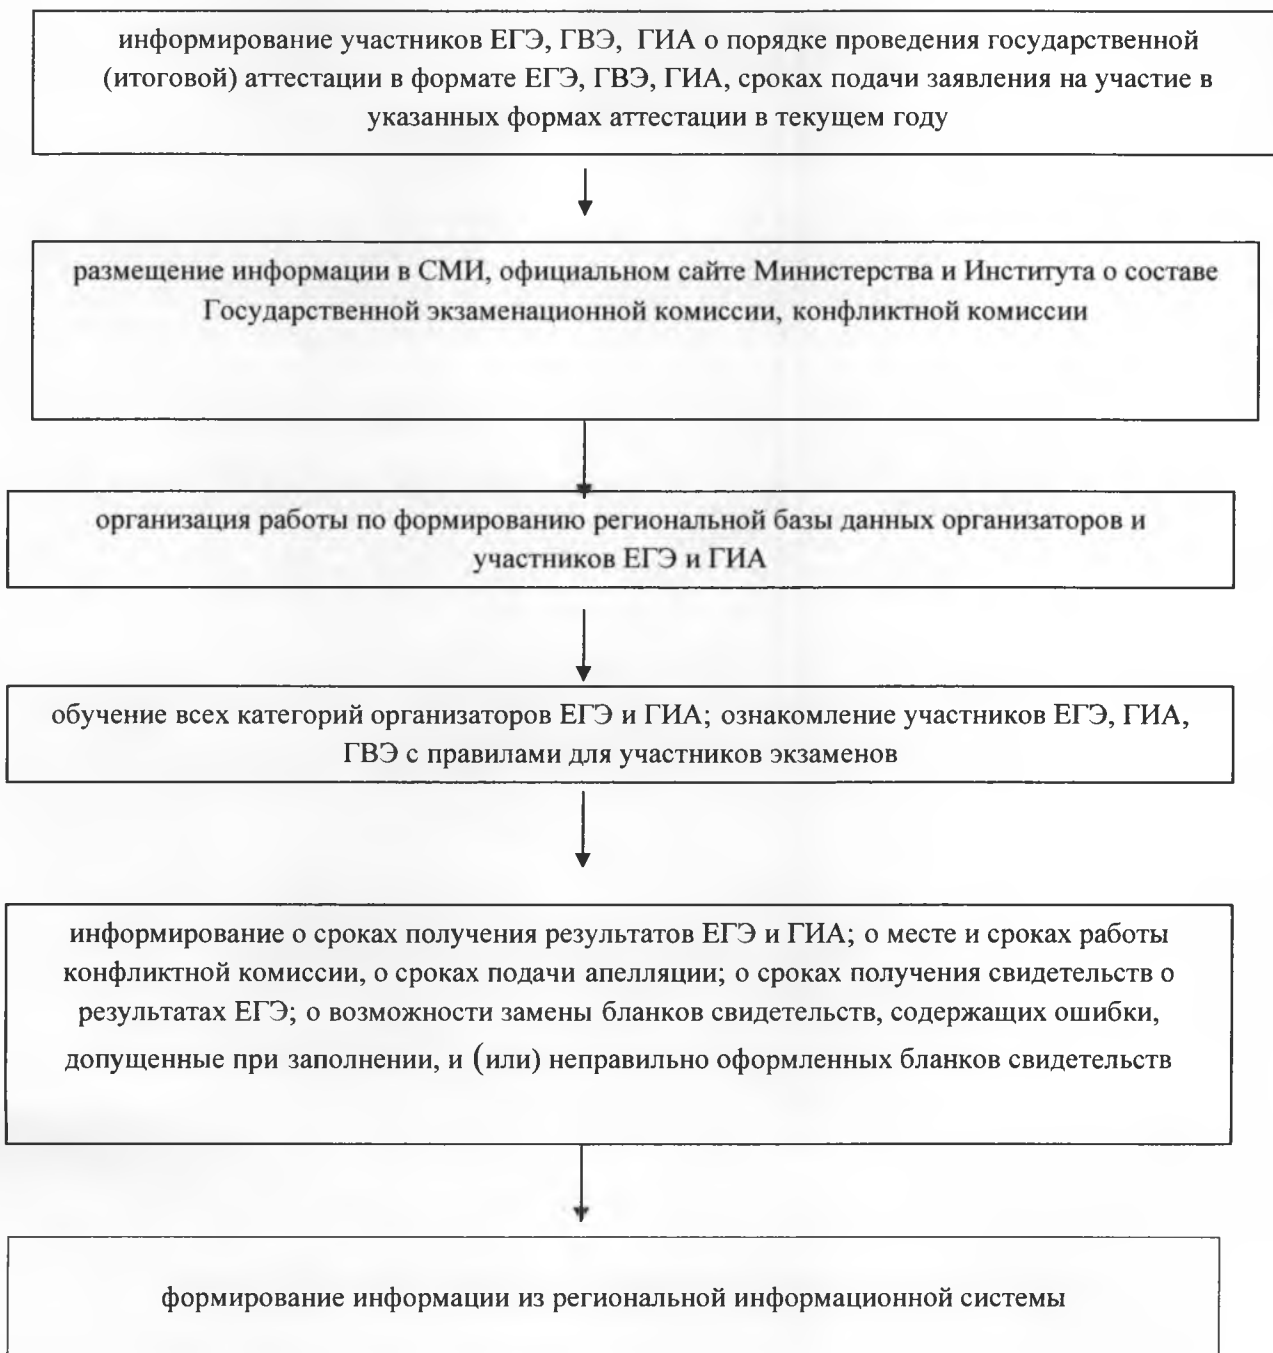 информирование участников ЕГЭ, ГВЭ, ГИА о порядке проведения государственной
(итоговой) аттестации в формате ЕГЭ, ГВЭ, ГИА, сроках подачи заявления на участие в
указанных формах аттестации в текущем году
размещение информации в СМИ, официальном сайте Министерства и Института о составе
Государственной экзаменационной комиссии, конфликтной комиссии
организация работы по формированию региональной базы данных организаторов и
участников ЕГЭ и ГИА
обучение всех категорий организаторов ЕГЭ и ГИА; ознакомление участников ЕГЭ, ГИА,
ГВЭ с правилами для участников экзаменов
информирование о сроках получения результатов ЕГЭ и ГИА; о месте и сроках работы
конфликтной комиссии, о сроках подачи апелляции; о сроках получения свидетельств о
результатах ЕГЭ; о возможности замены бланков свидетельств, содержащих ошибки,
допущенные при заполнении, и (или) неправильно оформленных бланков свидетельств
формирование информации из региональной информационной системы